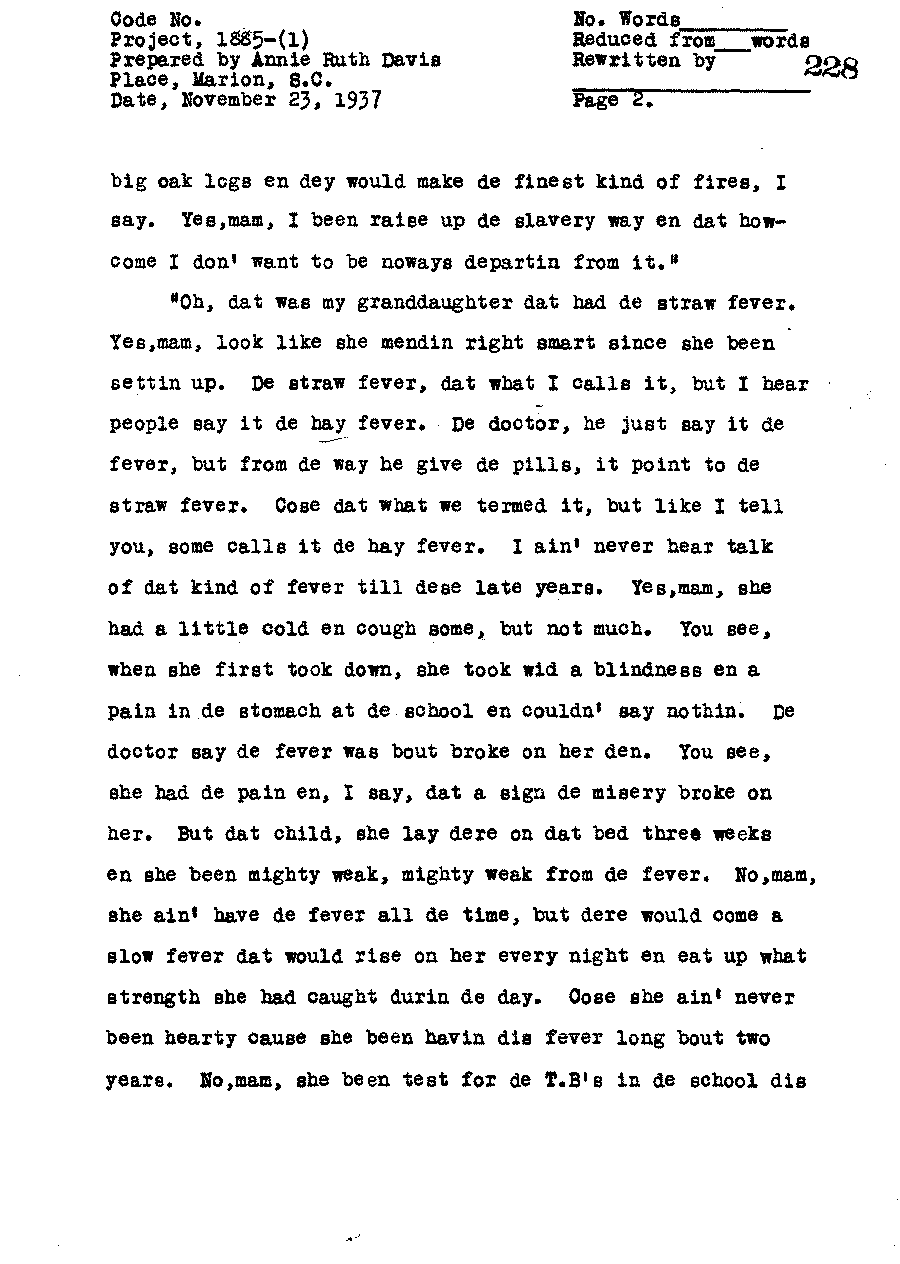 Code No.
Project, 1885-(1)
Prepared by Annie Ruth Davis
Place, Marion, S.C.
Date, November 23, 1937
No. Words
Reduced from words
Rewritten by
228
Page 2.
big oak logs en dey would make de finest kind of fires, I
say. Yes,mam, I been raise up de slavery way en dat how-
come I don' want to be noways departin from it."
"Oh, dat was my granddaughter dat had de straw fever.
Yes,mam, look like she mendin right smart since she been
settin up. De straw fever, dat what I calls it, but I hear
people say it de hay fever. De doctor, he just say it de
fever, but from de way he give de pills, it point to de
straw fever. Cose dat what we termed it, but like I tell
you, some calls it de hay fever. I ain' never hear talk
of dat kind of fever till dese late years. Yes,mam, she
had a little cold en cough some, but not much. You see,
when she first took down, she took wid a blindness en a
pain in de stomach at de school en couldn' say nothin. De
doctor say de fever was bout broke on her den. You see,
she had de pain en, I say, dat a sign de misery broke on
her. But dat child, she lay dere on dat bed three weeks
en she been mighty weak, mighty weak from de fever. No,mam,
she ain' have de fever all de time, but dere would come a
slow fever dat would rise on her every night en eat up what
strength she had caught durin de day. Cose she ain' never
been hearty cause she been havin dis fever long bout two
years. No,mam, she been test for de T.B's in de school dis